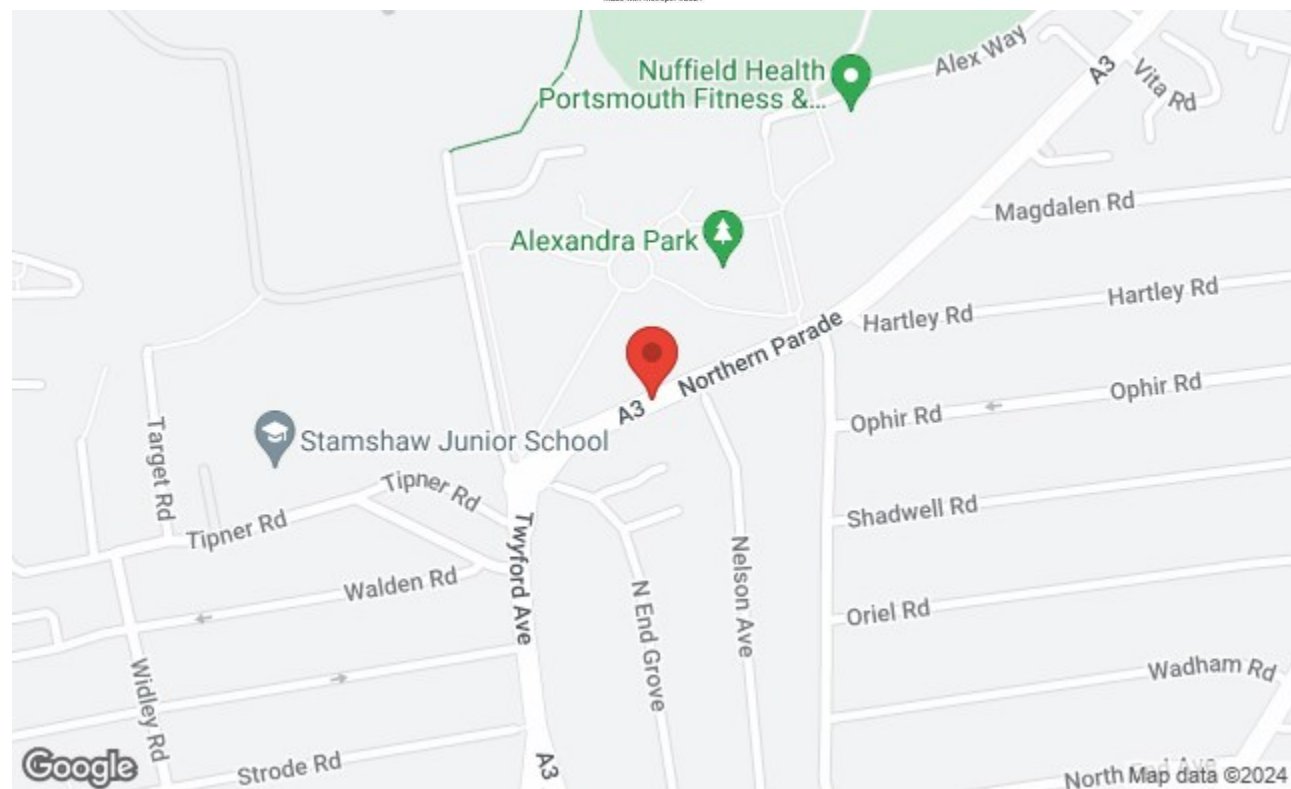 Alex Way
Nuffield Health
Portsmouth Fitness &...
A3
Vita Rd
Magdalen Rd
Alexandra Park
Hartley Rd
Hartley Rd
Northern Parade
A3
Ophir Rd
Ophir Rd
Stamshaw Junior School
Target Rd
Tipner Rd
Tipner Rd
Shadwell Rd
Twyford Ave
Nelson Ave
Walden Rd
N End Grove
Oriel Rd
Widley Rd
Wadham Rd
Strode Rd
A3
Google
North
Map data ©2024